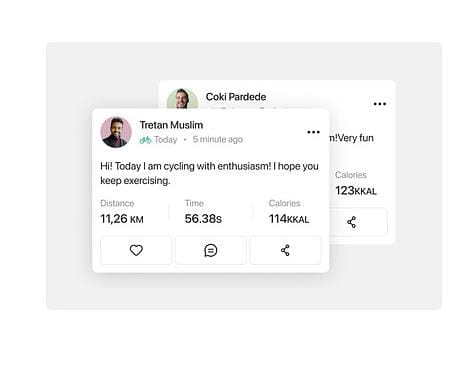 Coki Pardede
Tretan Muslim
Today • 5 minute ago
m!Very fun
Hi! Today I am cycling with enthusiasm! I hope you
keep exercising.
Calories
123KKAL
Distance Time Calories
11,26 KM 56.38S 114KKAL